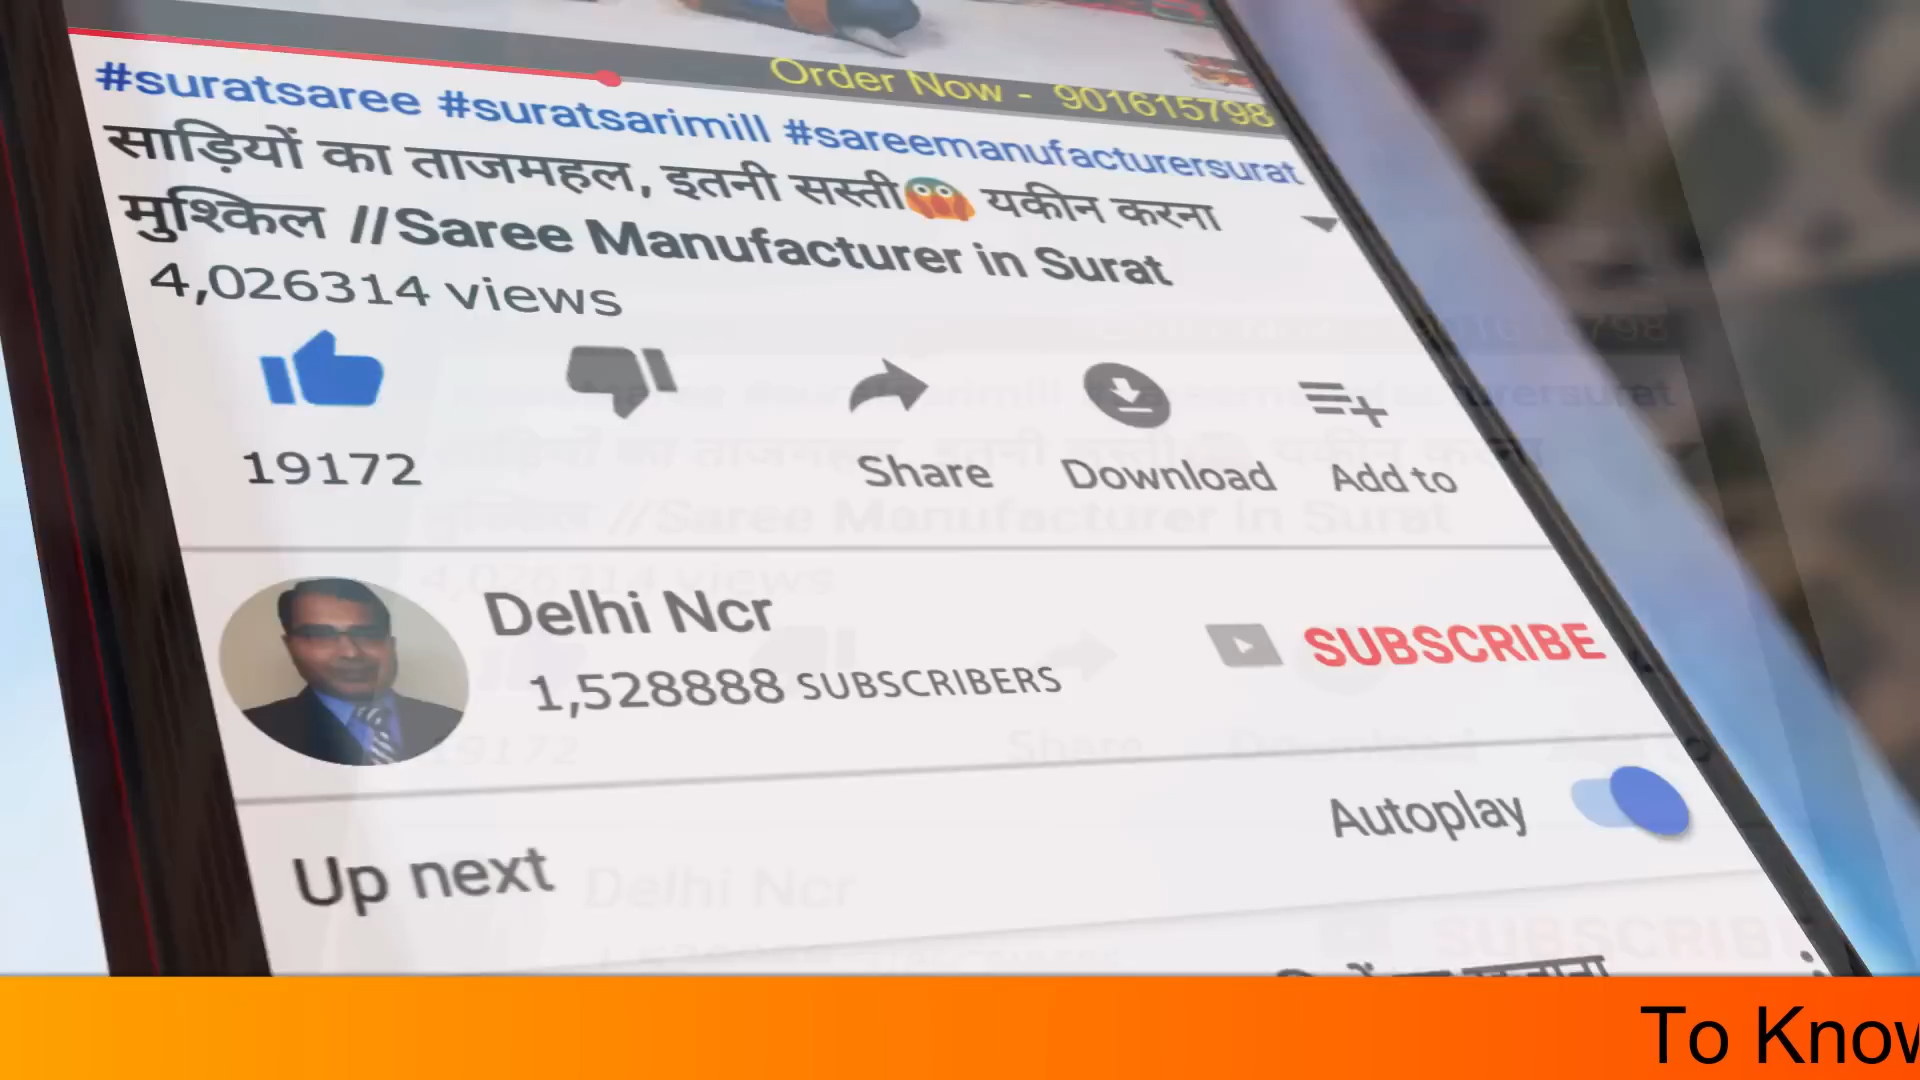 Order Now - 901615798
#suratsaree #suratsarimill #sareemanufacturersurat
साड़ियों का ताजमहल, इतनी सस्ती😱 यकीन करना
मुश्किल //Saree Manufacturer in Surat
4,026314 views
19172
Share
Download
Add to
Delhi Ncr
1,528888 SUBSCRIBERS
SUBSCRIBE
Autoplay
Up next
To Know